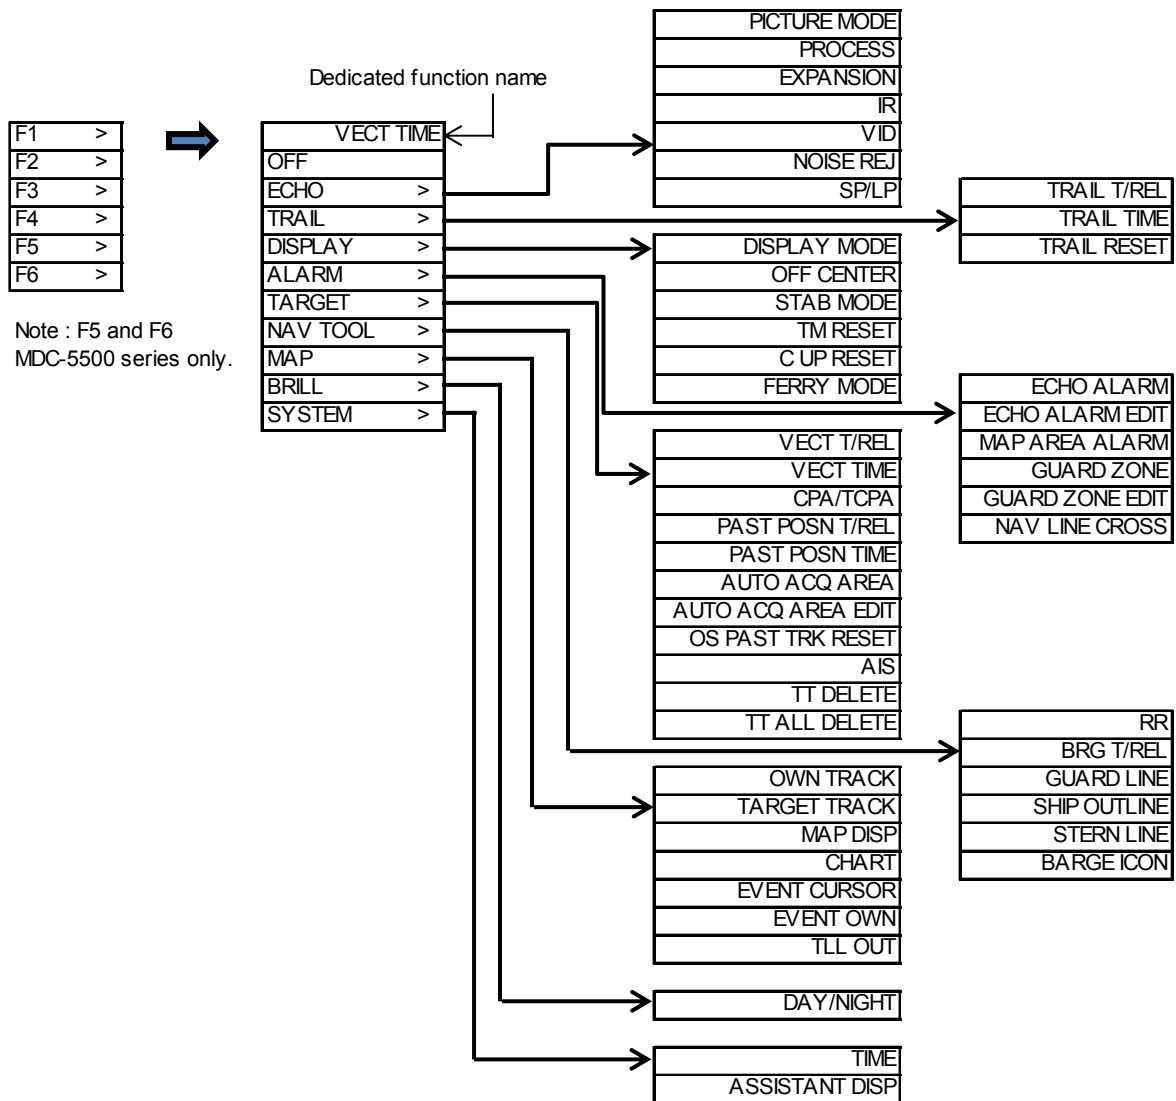 Dedicated function name
F1 >
F2 >
F3 >
F4 >
F5 >
F6 >
Note : F5 and F6
MDC-5500 series only.
VECT TIME
OFF
ECHO >
TRAIL >
DISPLAY >
ALARM >
TARGET >
NAV TOOL >
MAP >
BRILL >
SYSTEM >
PICTURE MODE
PROCESS
EXPANSION
IR
VID
NOISE REJ
SP/LP
TRAIL T/REL
TRAIL TIME
TRAIL RESET
DISPLAY MODE
OFF CENTER
STAB MODE
TM RESET
C UP RESET
FERRY MODE
ECHO ALARM
ECHO ALARM EDIT
MAP AREA ALARM
GUARD ZONE
GUARD ZONE EDIT
NAV LINE CROSS
VECT T/REL
VECT TIME
CPA/TCPA
PAST POSN T/REL
PAST POSN TIME
AUTO ACQ AREA
AUTO ACQ AREA EDIT
OS PAST TRK RESET
AIS
TT DELETE
TT ALL DELETE
RR
BRG T/REL
GUARD LINE
SHIP OUTLINE
STERN LINE
BARGE ICON
OWN TRACK
TARGET TRACK
MAP DISP
CHART
EVENT CURSOR
EVENT OWN
TLL OUT
DAY/NIGHT
TIME
ASSISTANT DISP